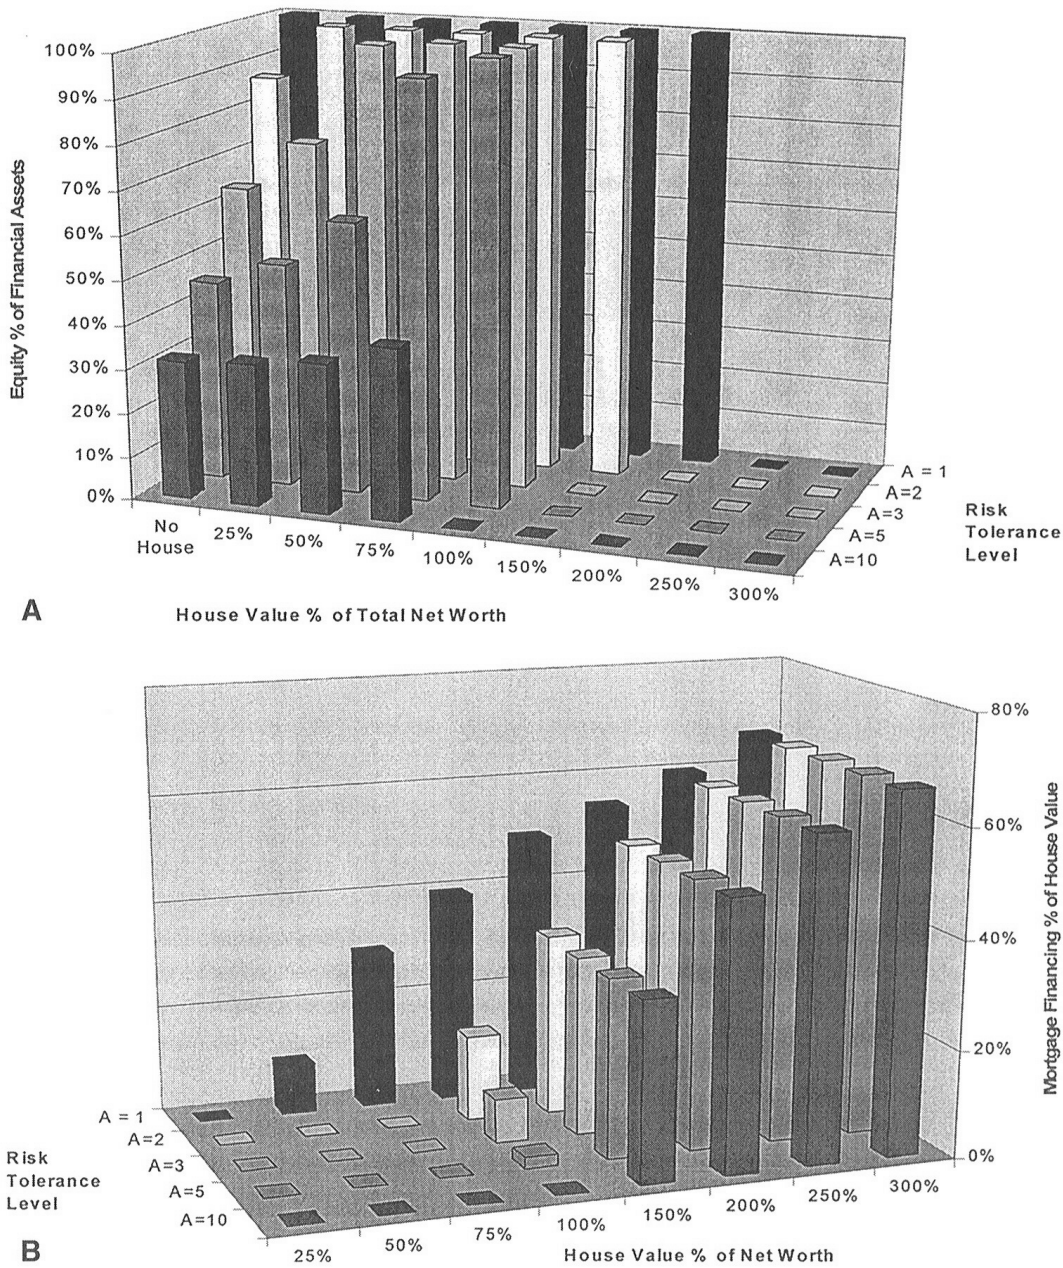 100%
90%
80%
70%
60%
50%
40%
30%
20%
10%
0%
Equity % of Financial Assets
No
House
25%
50%
75%
100%
150%
200%
250%
300%
A = 1
A=2
A=3
A=5
A=10
Risk
Tolerance
Level
A
House Value % of Total Net Worth
80%
60%
40%
20%
0%
Mortgage Financing % of House Value
A = 1
A=2
A=3
A=5
A=10
Risk
Tolerance
Level
25%
50%
75%
100%
150%
200%
250%
300%
B
House Value % of Net Worth